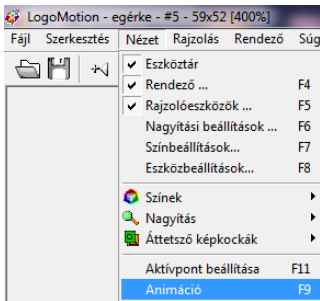 LogoMotion - egérke - #5 - 59x52 [400%]
Fájl Szerkesztés Nézet Rajzolás Rendező Súg
Eszköztár
Rendező ... F4
Rajzolóeszközök ... F5
Nagyítási beállítások ... F6
Színbeállítások... F7
Eszközbeállítások... F8
Színek
Nagyítás
Áttetsző képkockák
Aktívpont beállítása F11
Animáció F9